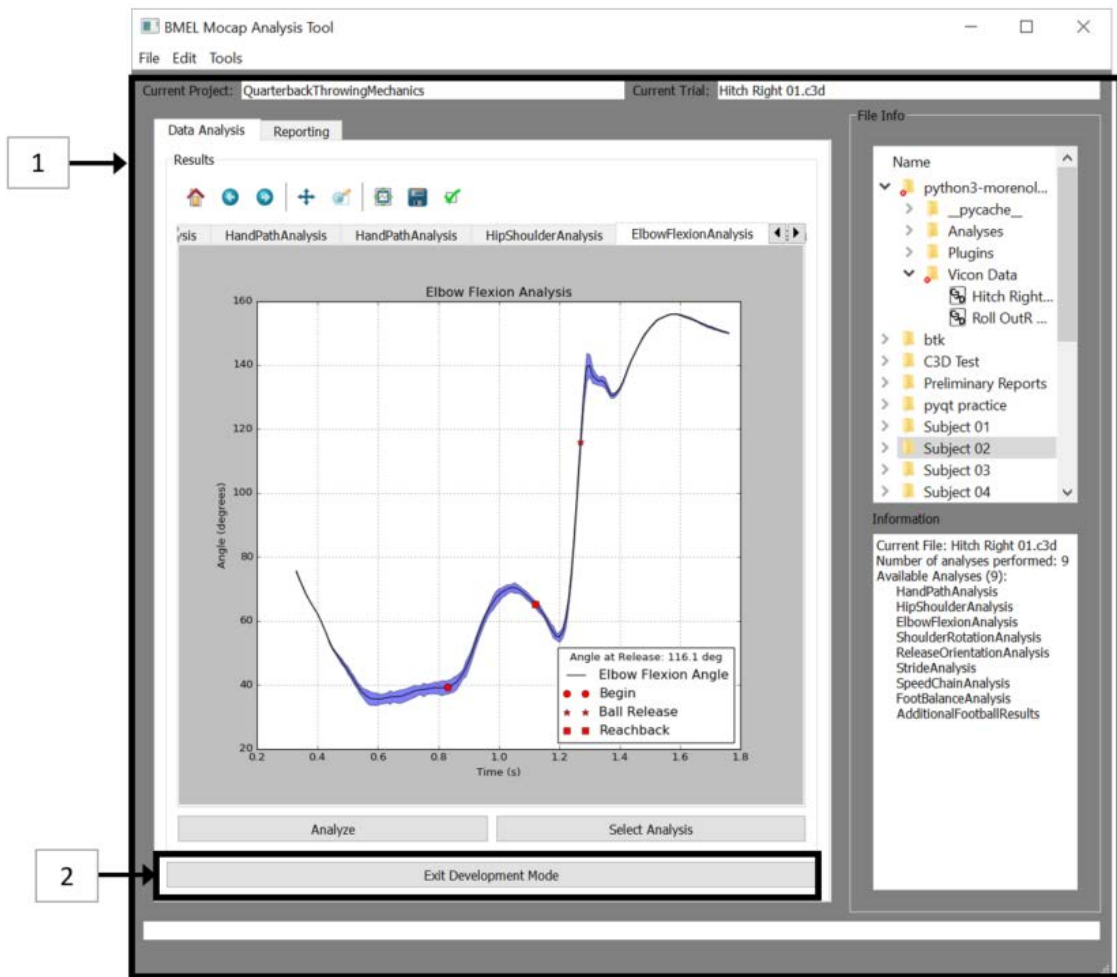 BMEL Mocap Analysis Tool
File Edit Tools
Current Project: QuarterbackThrowingMechanics Current Trial: Hitch Right 01.c3d
1
Data Analysis Reporting
Results
ysis HandPathAnalysis HandPathAnalysis HipShoulderAnalysis ElbowFlexionAnalysis
Elbow Flexion Analysis
Angle (degrees)
160
140
120
100
80
60
40
20
0.2 0.4 0.6 0.8 1.0 1.2 1.4 1.6 1.8
Time (s)
Angle at Release: 116.1 deg
Elbow Flexion Angle
Begin
Ball Release
Reachback
Analyze Select Analysis
2
Exit Development Mode
File Info
Name
python3-morenol...
__pycache__
Analyses
Plugins
Vicon Data
Hitch Right...
Roll OutR ...
btk
C3D Test
Preliminary Reports
pyqt practice
Subject 01
Subject 02
Subject 03
Subject 04
Information
Current File: Hitch Right 01.c3d
Number of analyses performed: 9
Available Analyses (9):
HandPathAnalysis
HipShoulderAnalysis
ElbowFlexionAnalysis
ShoulderRotationAnalysis
ReleaseOrientationAnalysis
StrideAnalysis
SpeedChainAnalysis
FootBalanceAnalysis
AdditionalFootballResults